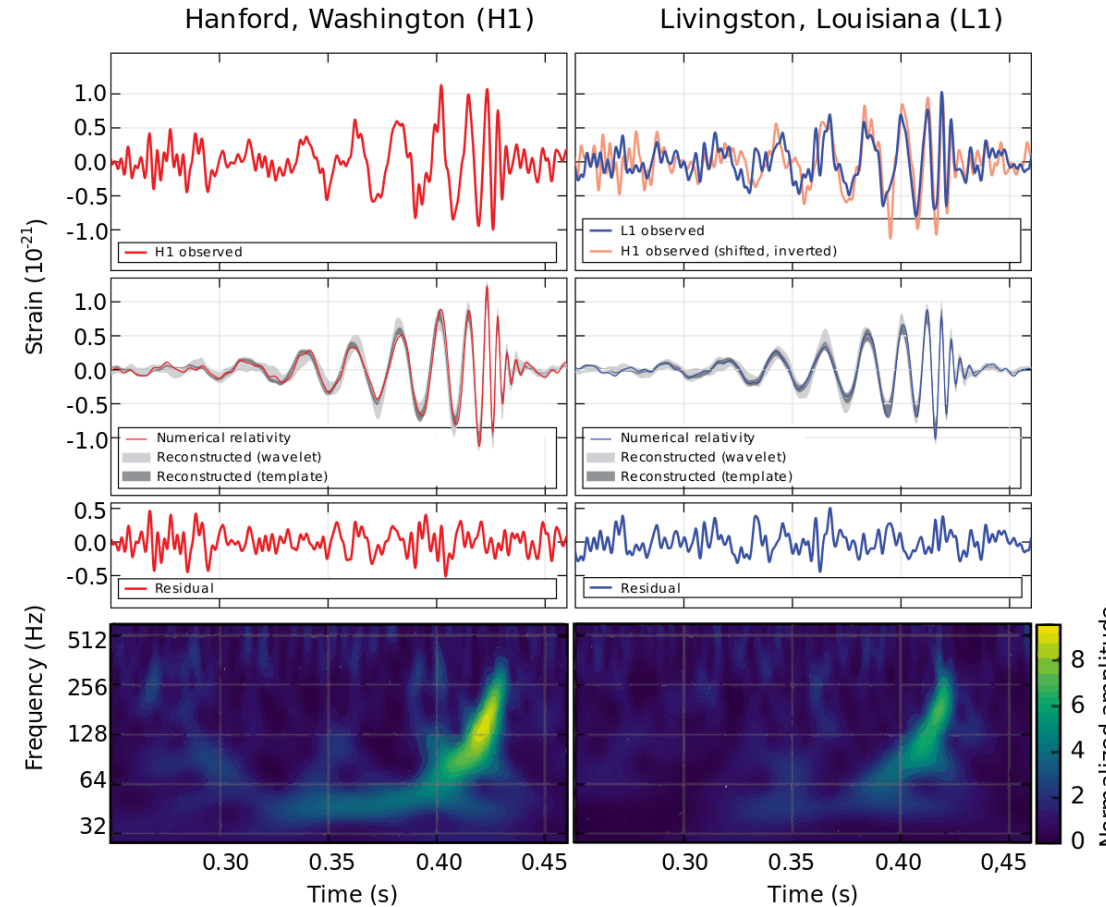 Hanford, Washington (H1)
Livingston, Louisiana (L1)
Strain (10-21)
1.0
0.5
0.0
-0.5
-1.0
H1 observed
L1 observed
H1 observed (shifted, inverted)
1.0
0.5
0.0
-0.5
-1.0
Numerical relativity
Reconstructed (wavelet)
Reconstructed (template)
Numerical relativity
Reconstructed (wavelet)
Reconstructed (template)
0.5
0.0
-0.5
Residual
Residual
Frequency (Hz)
512
256
128
64
32
0.30
0.35
0.40
0.45
Time (s)
0.30
0.35
0.40
0,45
Time (s)
8
6
4
2
0
Normalized amplitude